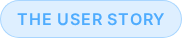 THE USER STORY